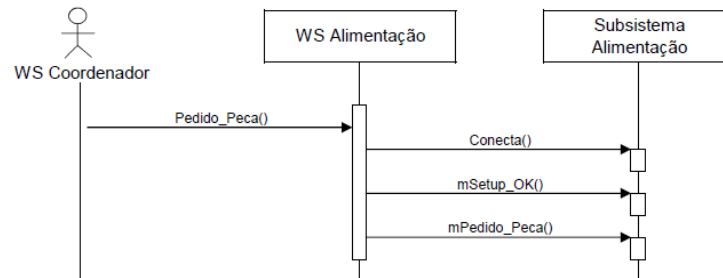 WS Coordenador
WS Alimentação
Subsistema
Alimentação
Pedido_Peca()
Conecta()
mSetup_OK()
mPedido_Peca()